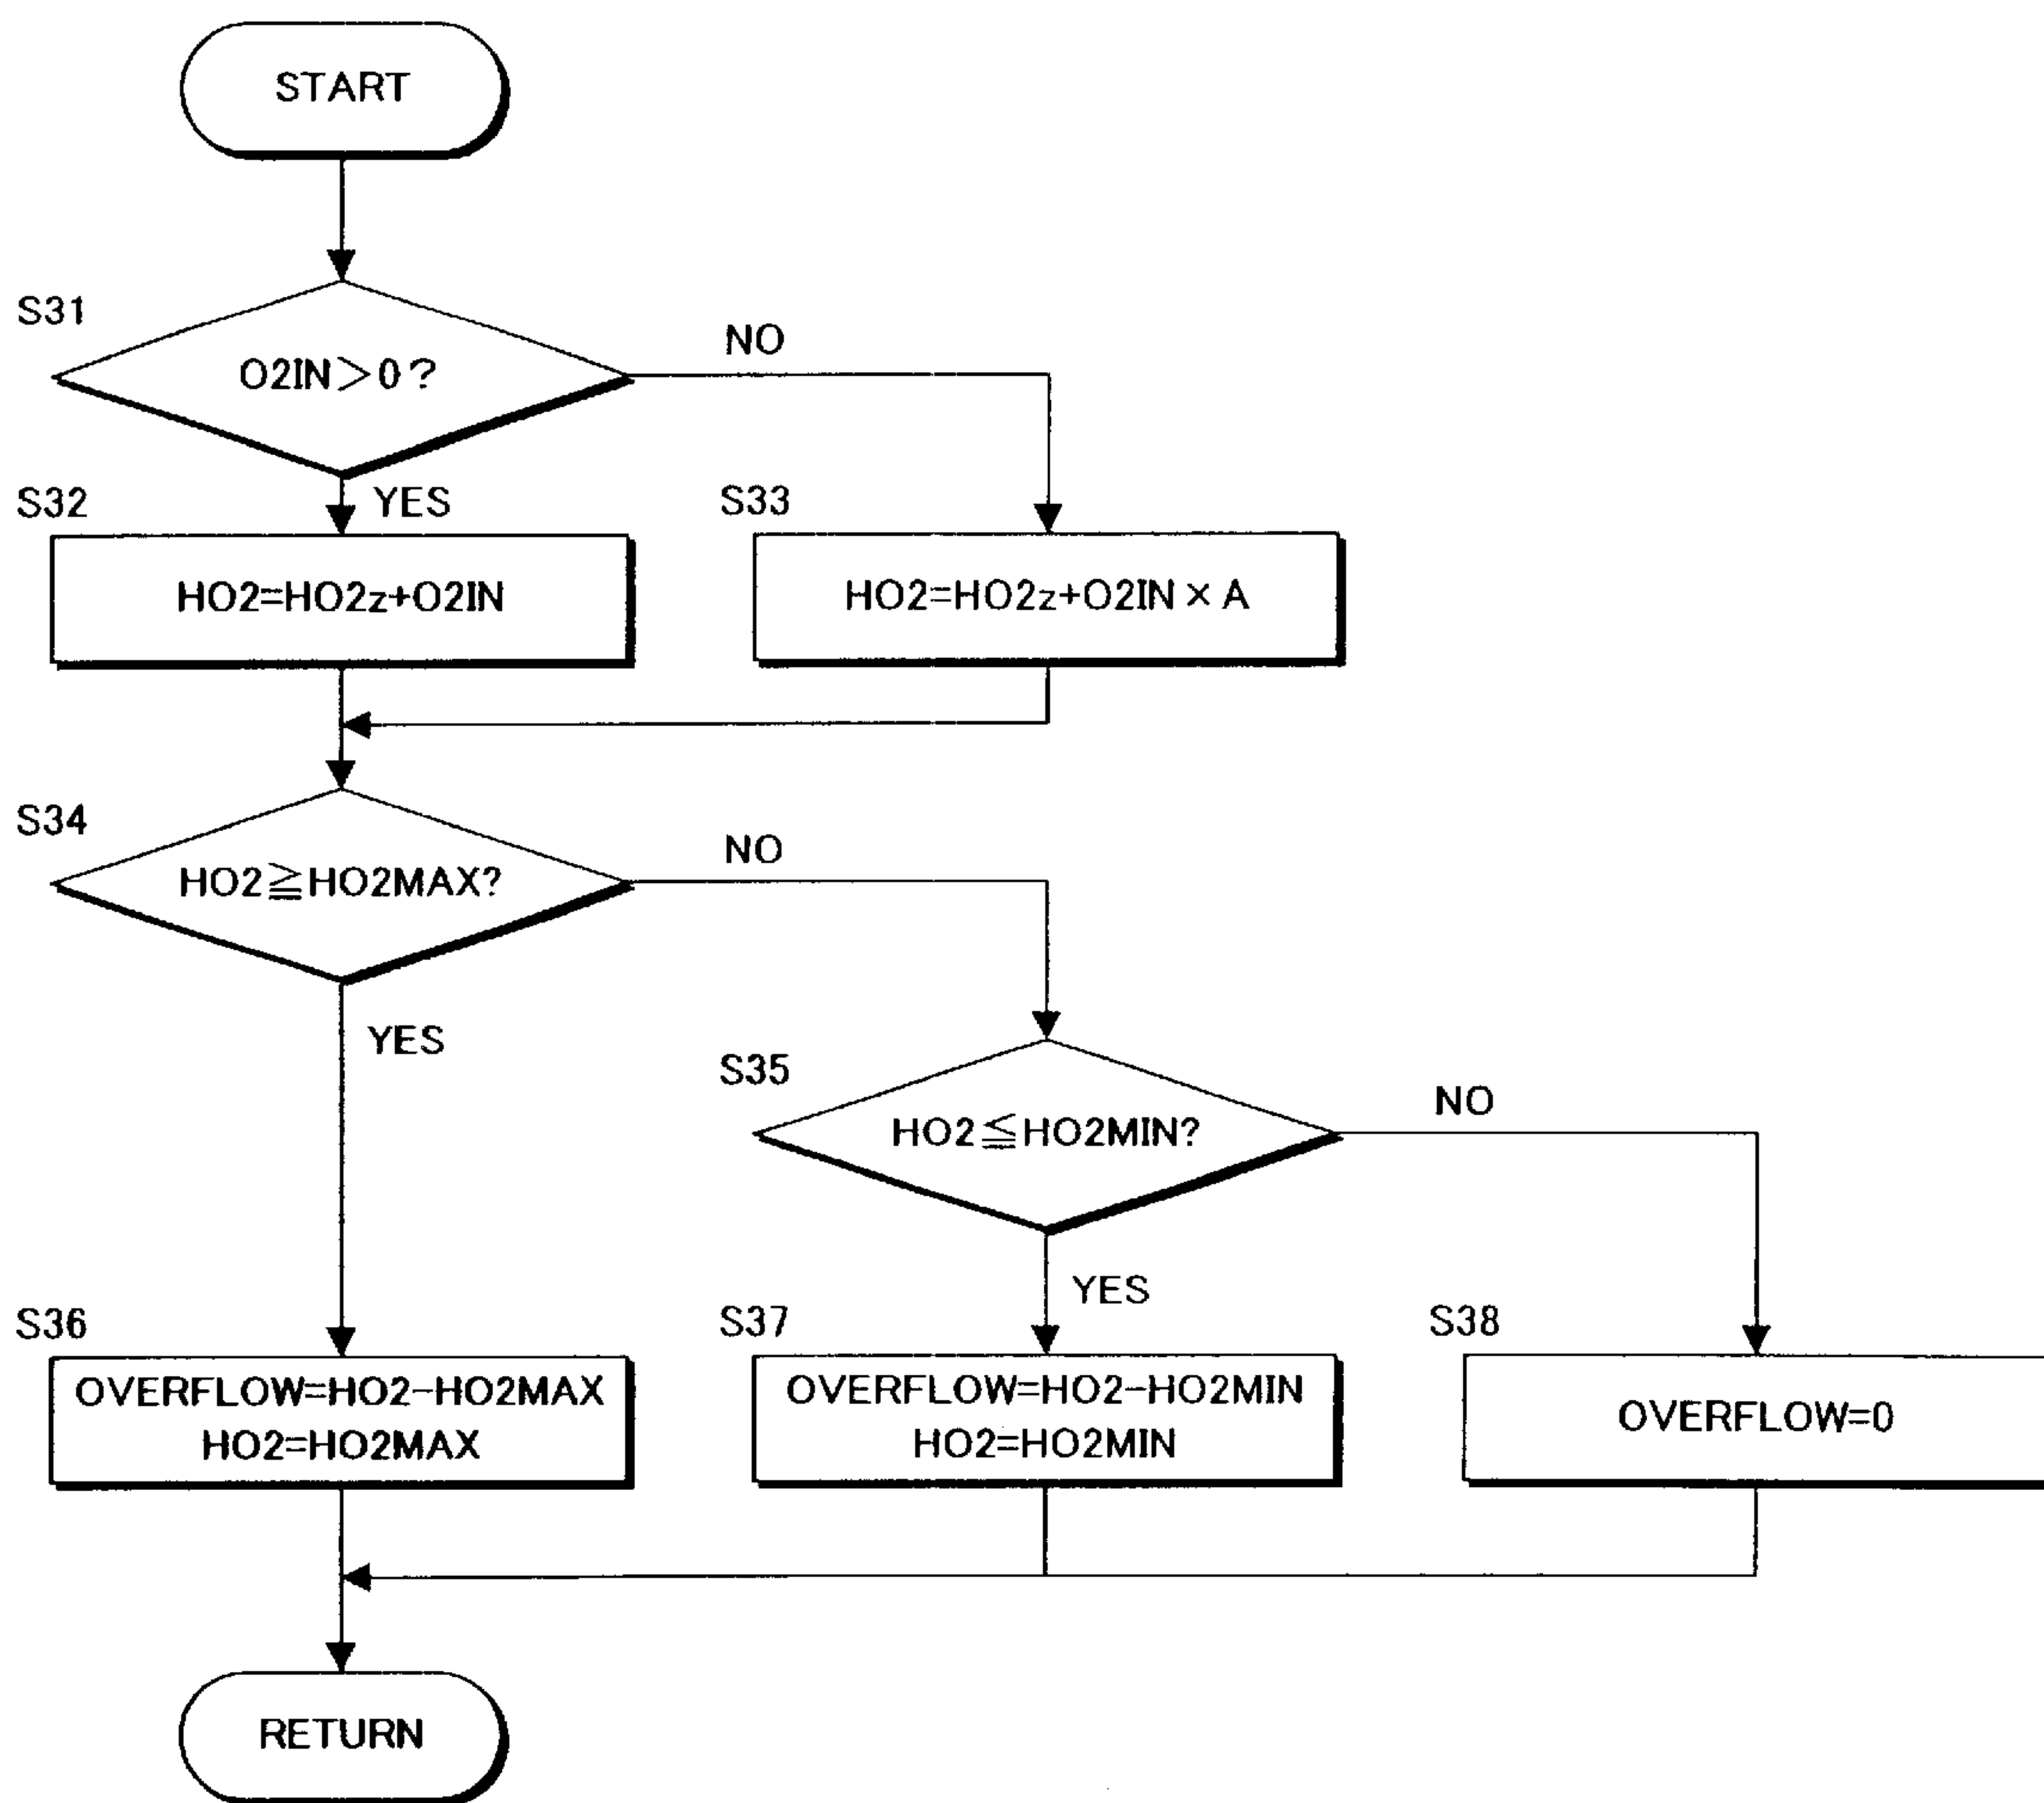 START
S31
O2IN>0?
NO
YES
S32
HO2=HO2z+O2IN
S33
HO2=HO2z+O2IN×A
S34
HO2≧HO2MAX?
NO
YES
S35
HO2≦HO2MIN?
NO
YES
S36
OVERFLOW=HO2-HO2MAX
HO2=HO2MAX
S37
OVERFLOW=HO2-HO2MIN
HO2=HO2MIN
S38
OVERFLOW=0
RETURN